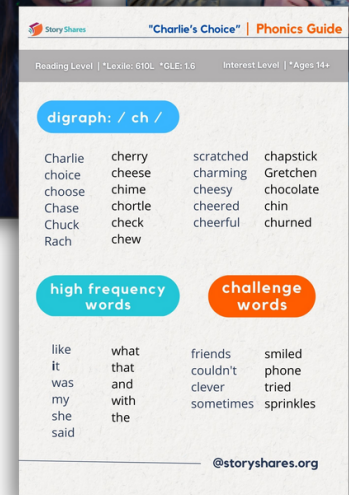 Story Shares
"Charlie's Choice" | Phonics Guide
Reading Level | *Lexile: 610L *GLE: 1.6
Interest Level | *Ages 14+
digraph: / ch /
Charlie
choice
choose
Chase
Chuck
Rach
cherry
cheese
chime
chortle
check
chew
scratched
charming
cheesy
cheered
cheerful
chapstick
Gretchen
chocolate
chin
churned
high frequency
words
like
it
was
my
she
said
what
that
and
with
the
challenge
words
friends
couldn't
clever
sometimes
smiled
phone
tried
sprinkles
@storyshares.org